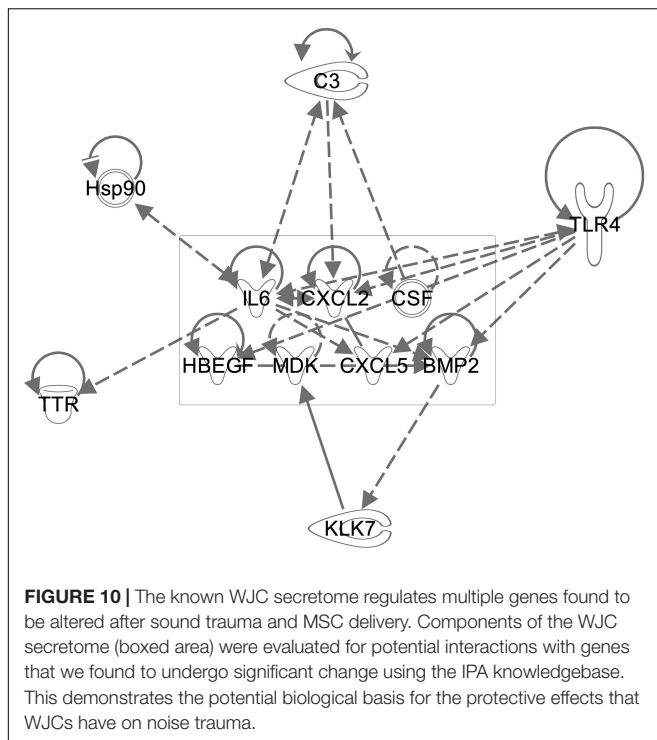 C3
Hsp90
TLR4
IL6 CXCL2 CSF
HBEGF MDK CXCL5 BMP2
TTR
KLK7
FIGURE 10 | The known WJC secretome regulates multiple genes found to
be altered after sound trauma and MSC delivery. Components of the WJC
secretome (boxed area) were evaluated for potential interactions with genes
that we found to undergo significant change using the IPA knowledgebase.
This demonstrates the potential biological basis for the protective effects that
WJCs have on noise trauma.